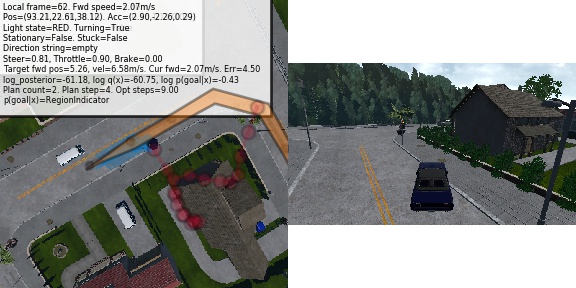 Local frame=62. Fwd speed=2.07m/s
Pos=(93.21,22.61,38.12). Acc=(2.90,-2.26,0.29)
Light state=RED. Turning=True
Stationary=False. Stuck=False
Direction string=empty
Steer=0.81, Throttle=0.90, Brake=0.00
Target fwd pos=5.26, vel=6.58m/s. Cur fwd=2.07m/s. Err=4.50
log_posterior=-61.18, log q(x)=-60.75, log p(goal|x)=-0.43
Plan count=2. Plan step=4. Opt steps=9.00
p(goal|x)=RegionIndicator